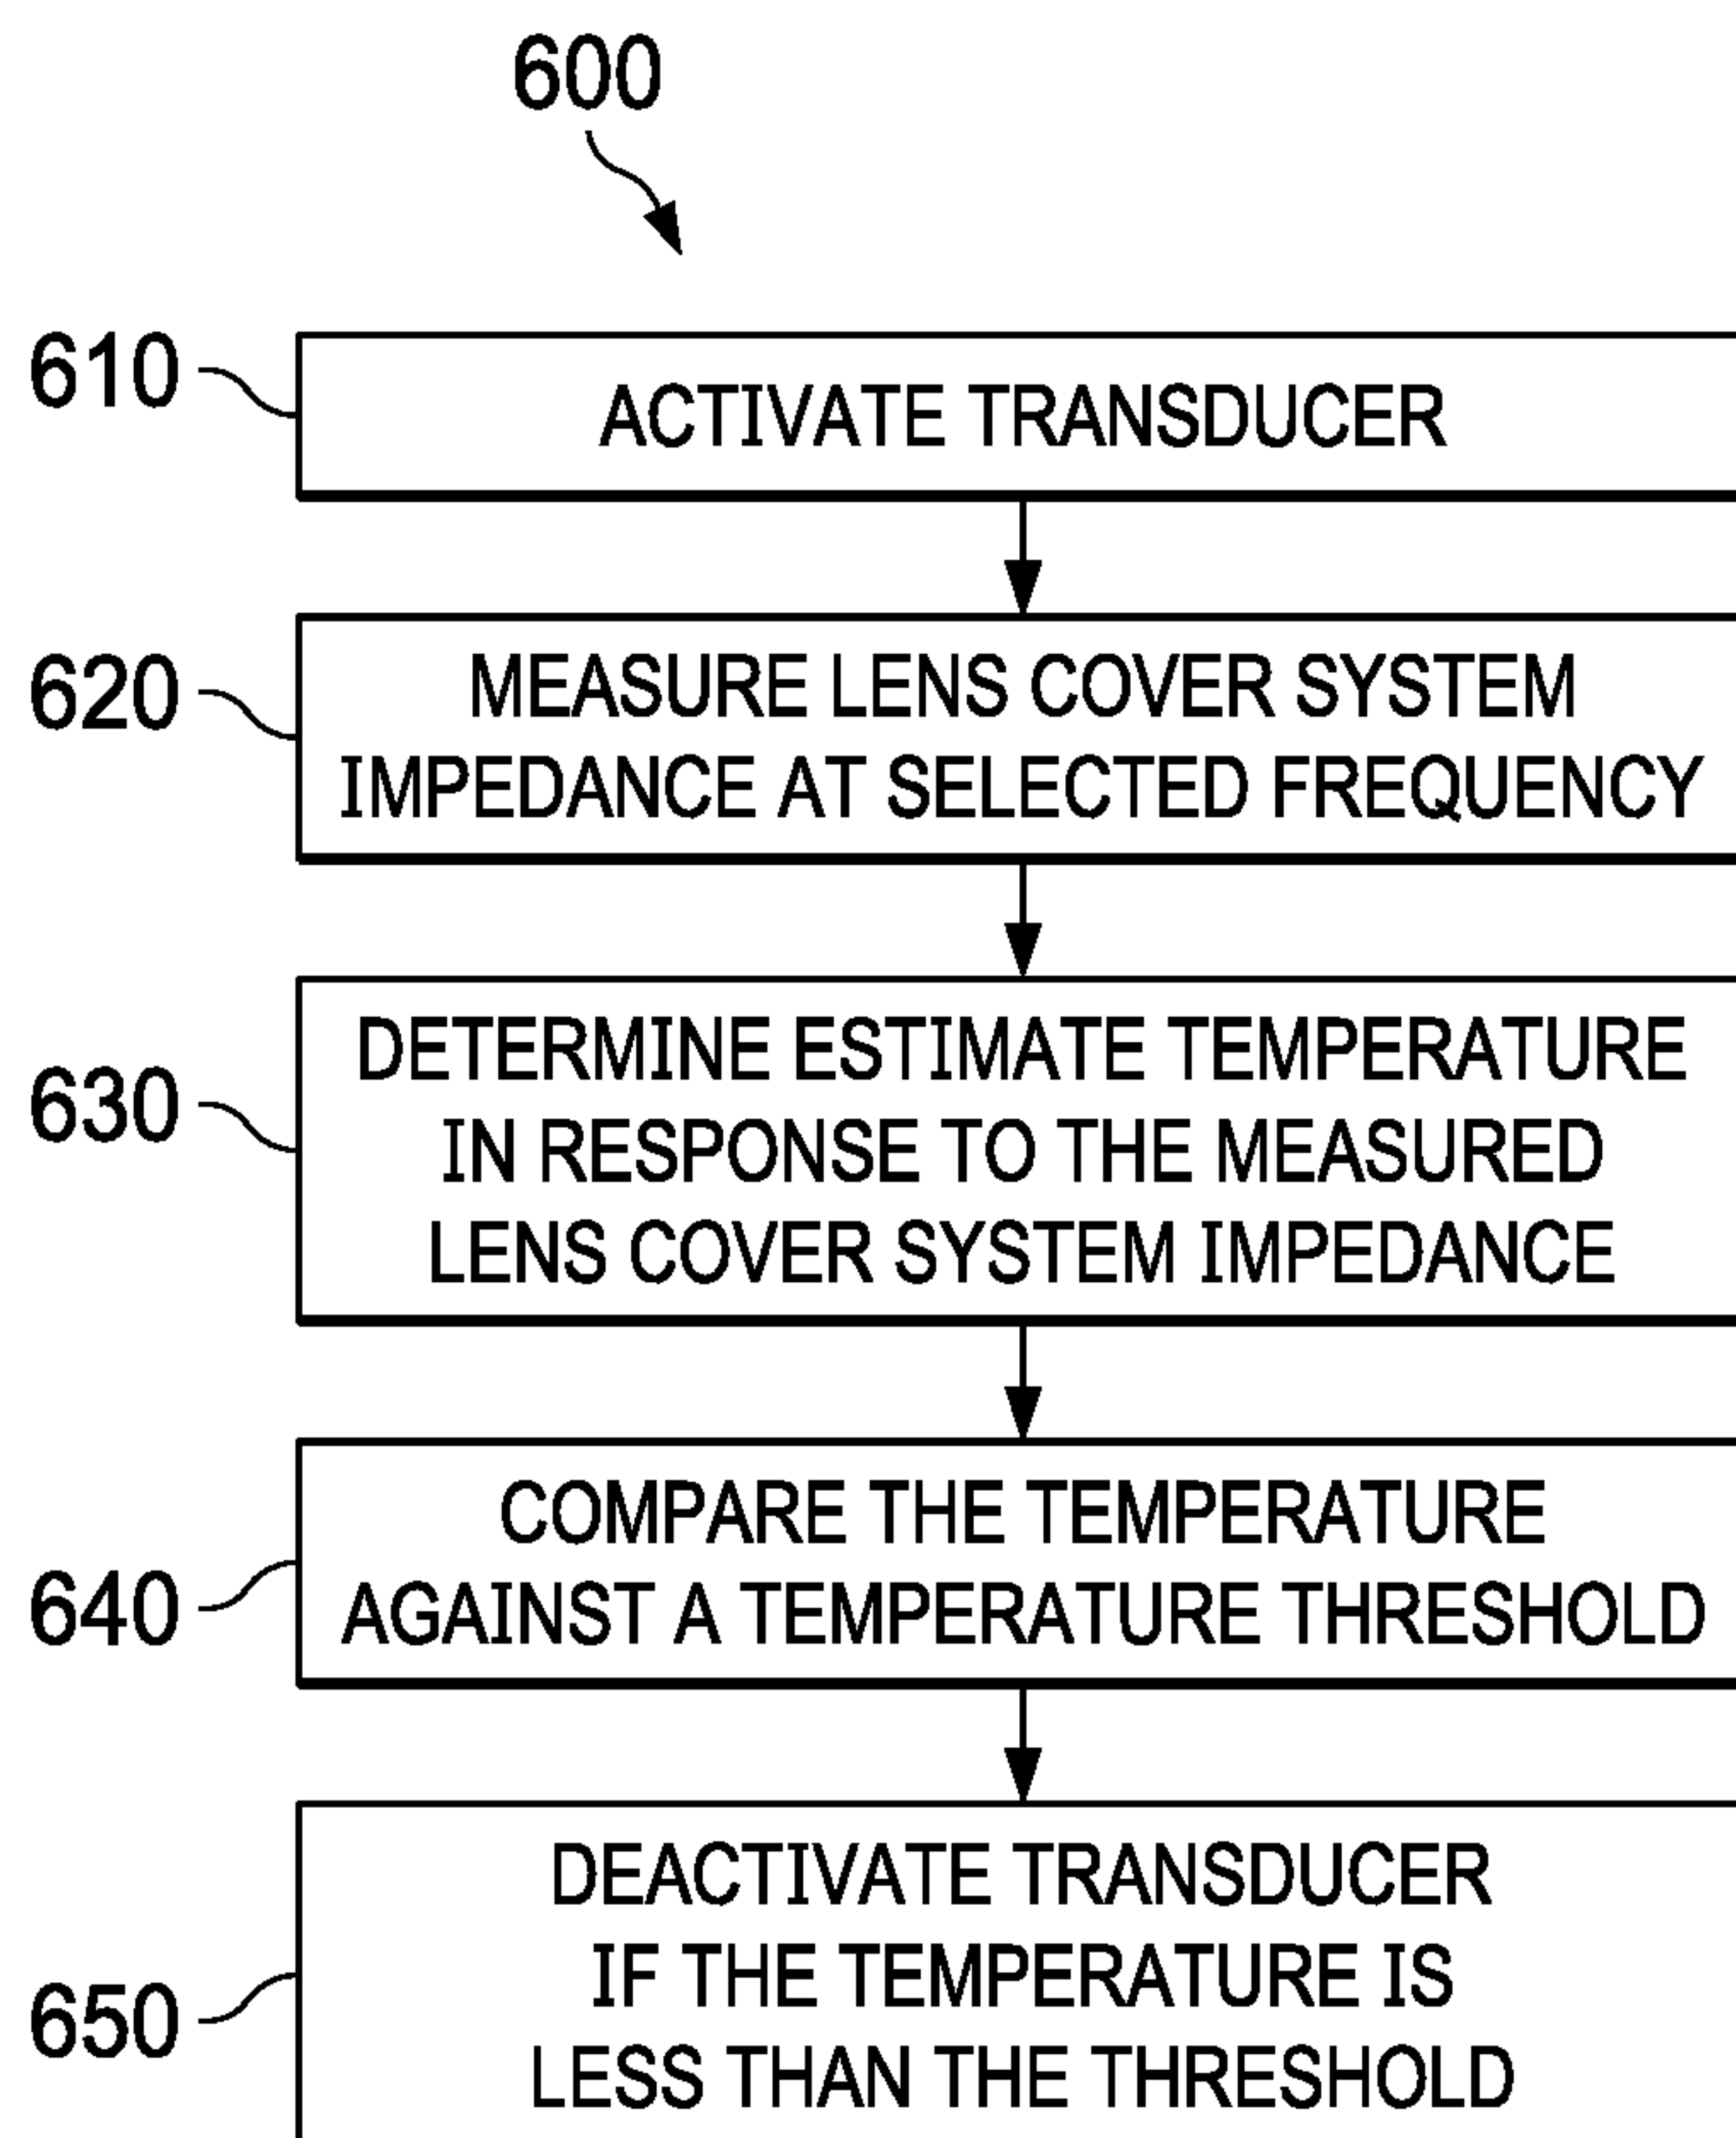 600
610
ACTIVATE TRANSDUCER
620
MEASURE LENS COVER SYSTEM
IMPEDANCE AT SELECTED FREQUENCY
630
DETERMINE ESTIMATE TEMPERATURE
IN RESPONSE TO THE MEASURED
LENS COVER SYSTEM IMPEDANCE
640
COMPARE THE TEMPERATURE
AGAINST A TEMPERATURE THRESHOLD
650
DEACTIVATE TRANSDUCER
IF THE TEMPERATURE IS
LESS THAN THE THRESHOLD